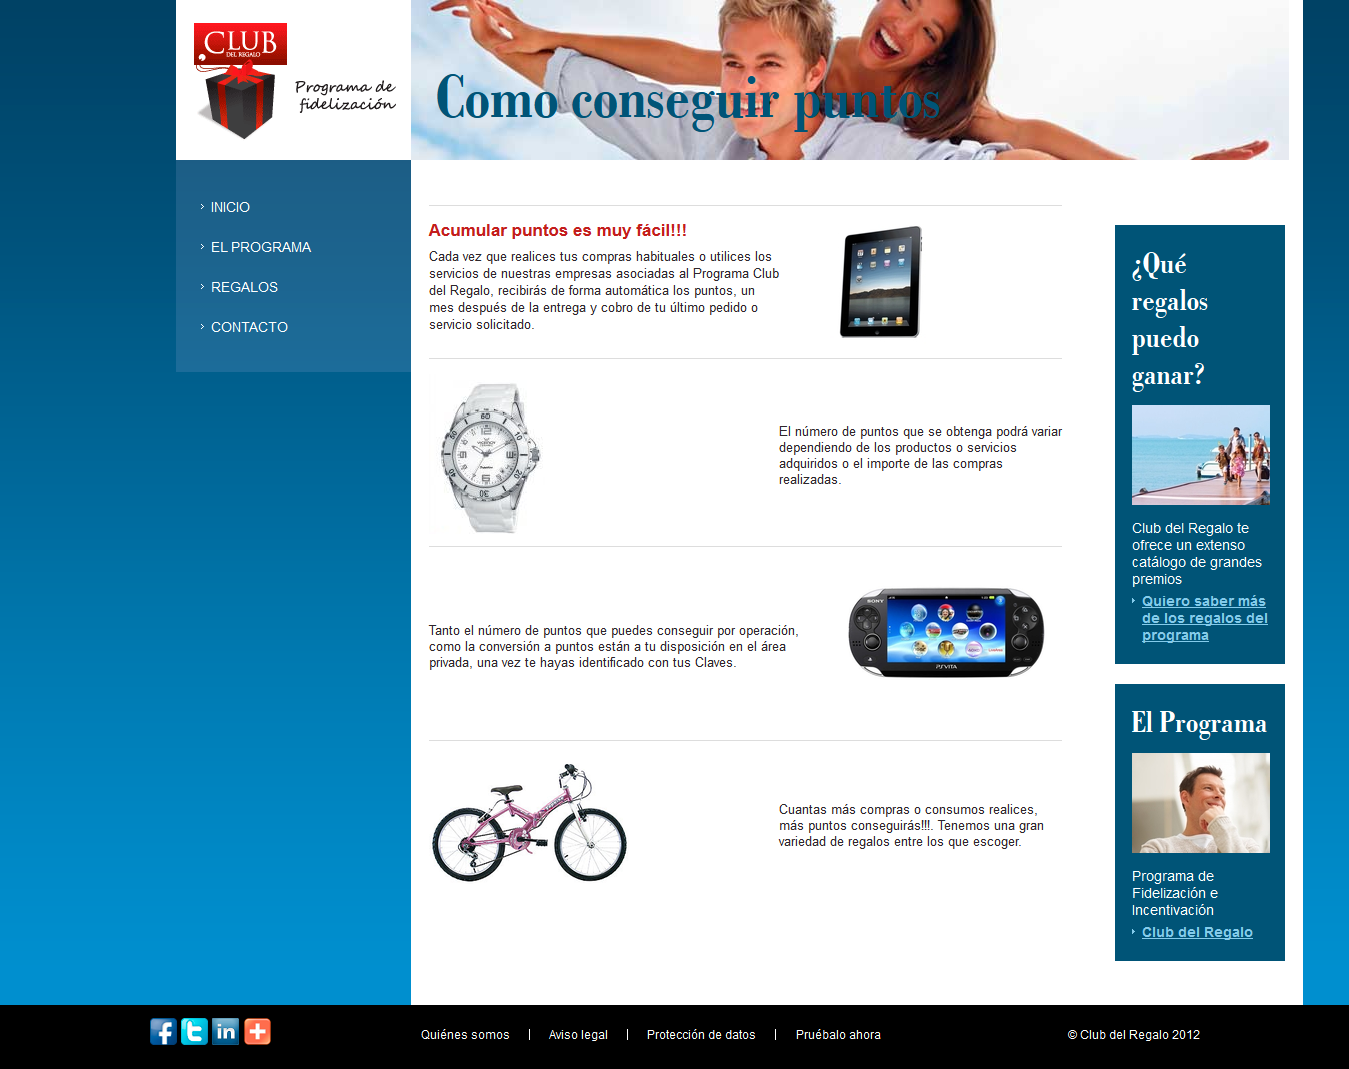 CLUB
DEL REGALO
Programa de
fidelización
Como conseguir puntos
INICIO
EL PROGRAMA
REGALOS
CONTACTO
Acumular puntos es muy fácil!!!
Cada vez que realices tus compras habituales o utilices los
servicios de nuestras empresas asociadas al Programa Club
del Regalo, recibirás de forma automática los puntos, un
mes después de la entrega y cobro de tu último pedido o
servicio solicitado.
El número de puntos que se obtenga podrá variar
dependiendo de los productos o servicios
adquiridos o el importe de las compras
realizadas.
Tanto el número de puntos que puedes conseguir por operación,
como la conversión a puntos están a tu disposición en el área
privada, una vez te hayas identificado con tus Claves.
SONY
PSVITA
Cuantas más compras o consumos realices,
más puntos conseguirás!!!. Tenemos una gran
variedad de regalos entre los que escoger.
¿Qué
regalos
puedo
ganar?
Club del Regalo te
ofrece un extenso
catálogo de grandes
premios
Quiero saber más
de los regalos del
programa
El Programa
Programa de
Fidelización e
Incentivación
Club del Regalo
Quiénes somos | Aviso legal | Protección de datos | Pruébalo ahora
© Club del Regalo 2012